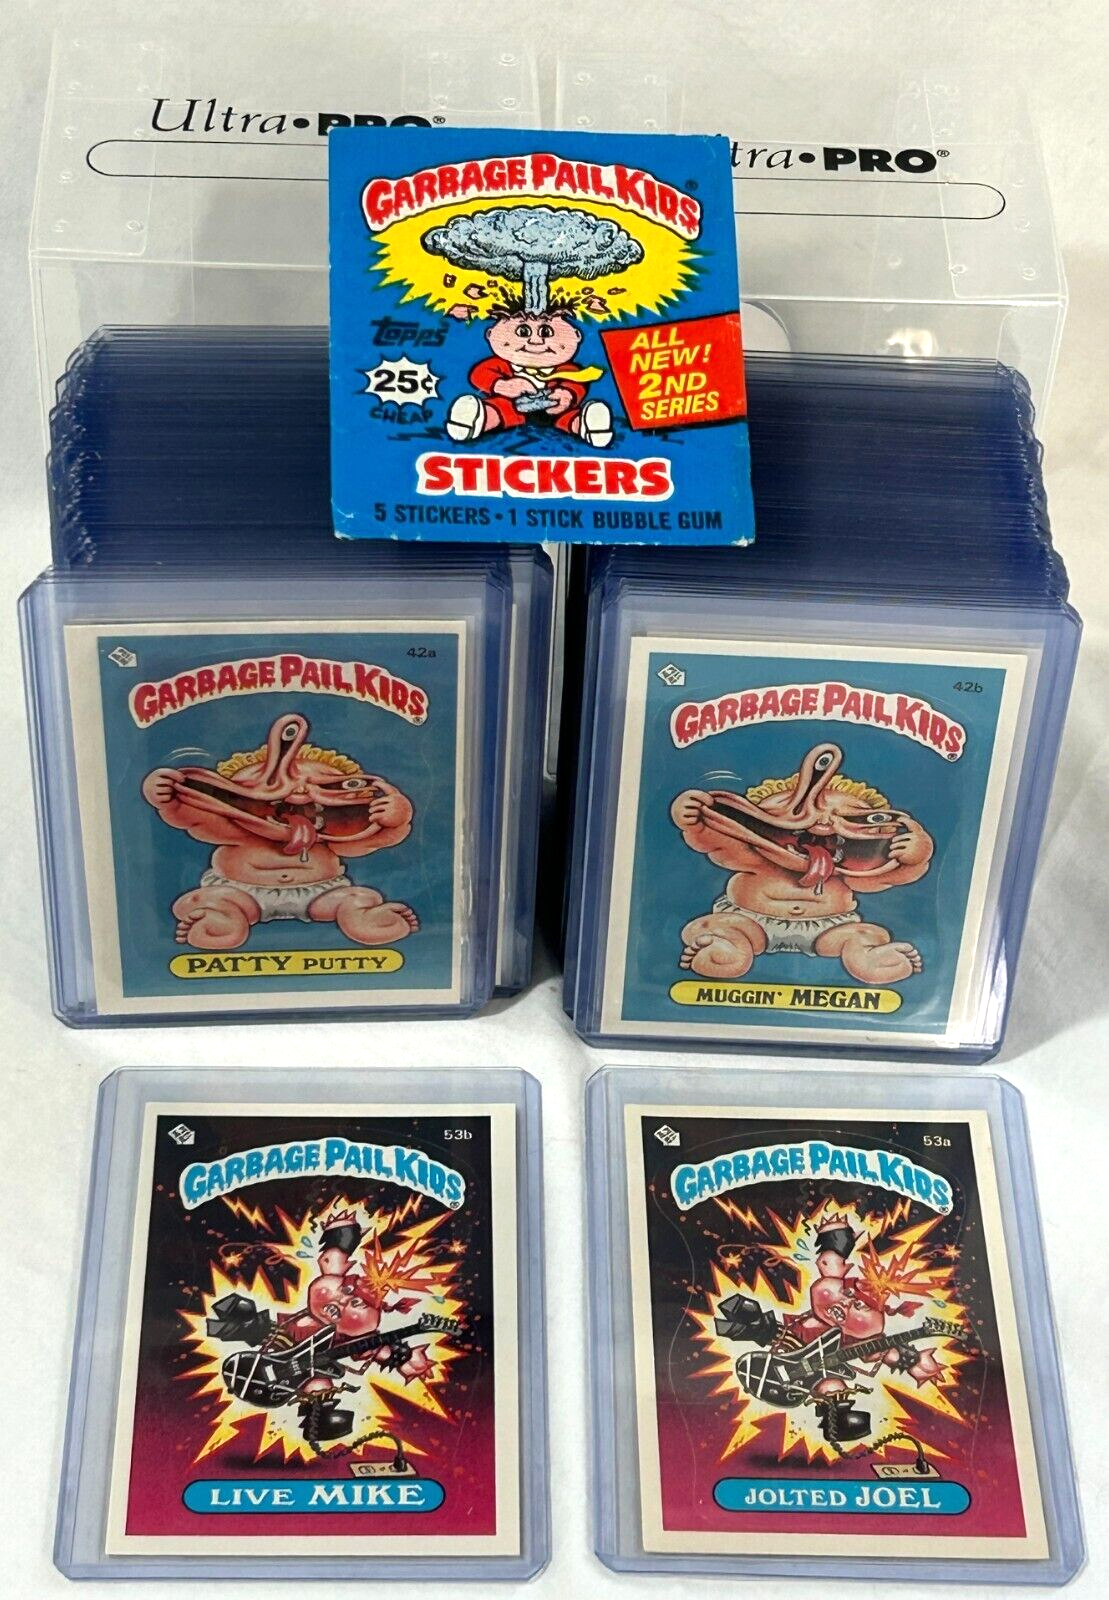 Ultra•PRO®
tra•PRO®
GARBAGE PAIL KIDS®
Topps®
25¢
CHEAP
ALL
NEW!
2ND
SERIES
STICKERS
5 STICKERS•1 STICK BUBBLE GUM
42a
GARBAGE PAIL KIDS®
PATTY PUTTY
42b
GARBAGE PAIL KIDS®
MUGGIN' MEGAN
53b
GARBAGE PAIL KIDS®
LIVE MIKE
53a
GARBAGE PAIL KIDS®
JOLTED JOEL